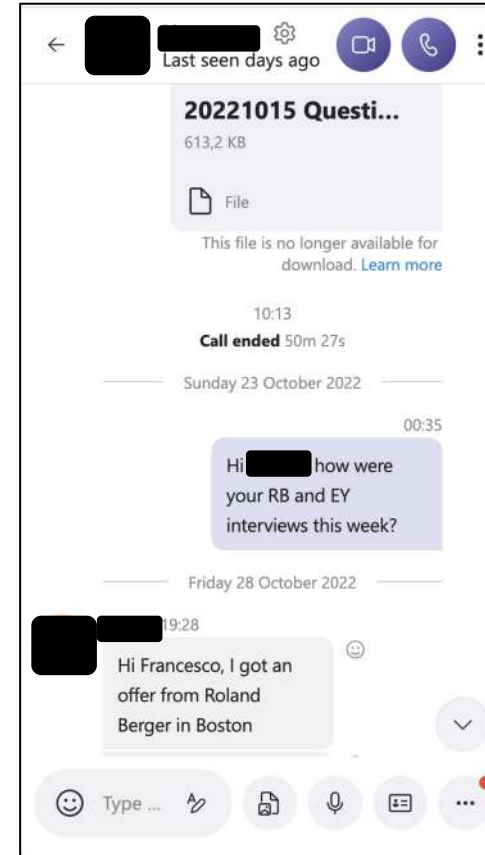 Last seen days ago
20221015 Questi...
613,2 KB
File
This file is no longer available for
download. Learn more
10:13
Call ended 50m 27s
Sunday 23 October 2022
00:35
Hi how were
your RB and EY
interviews this week?
Friday 28 October 2022
19:28
Hi Francesco, I got an
offer from Roland
Berger in Boston
Type ...